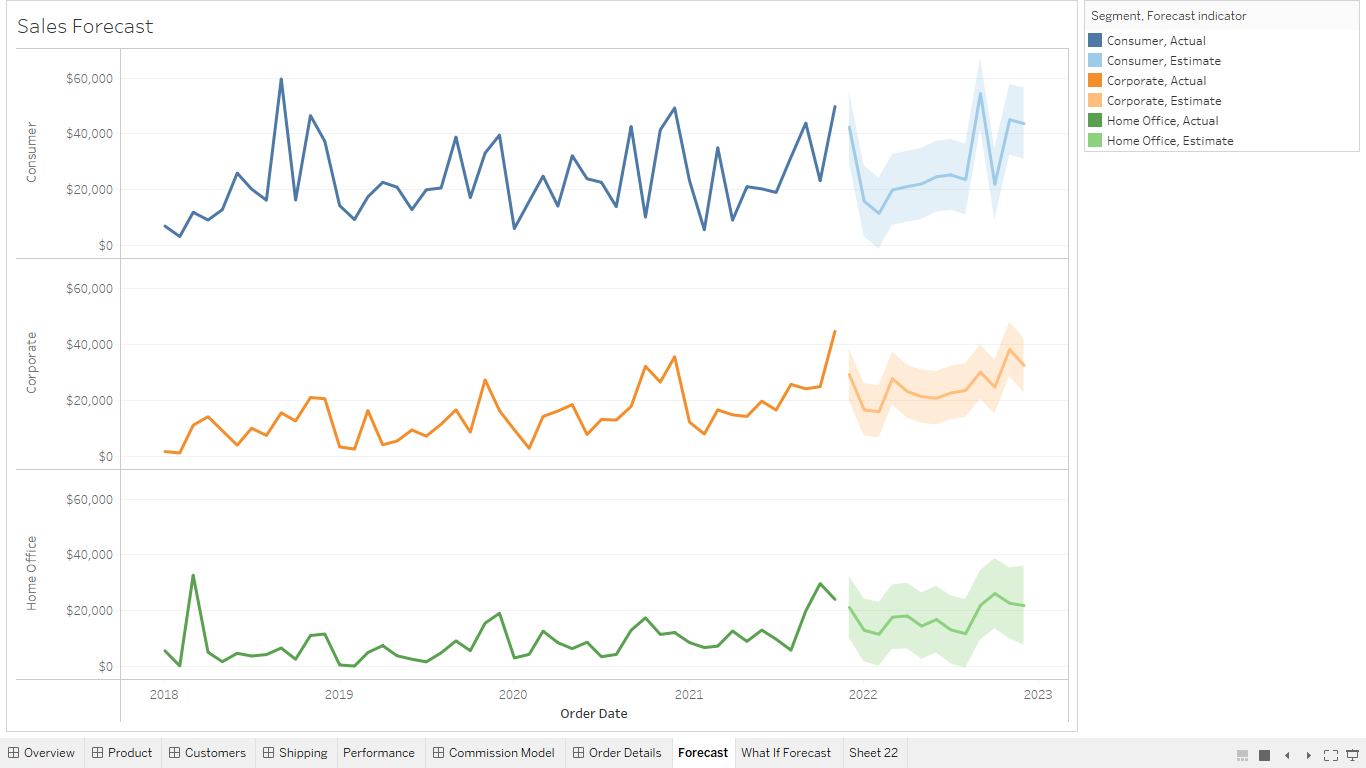 Sales Forecast
Segment, Forecast indicator
Consumer, Actual
Consumer, Estimate
Corporate, Actual
Corporate, Estimate
Home Office, Actual
Home Office, Estimate
Consumer
$60,000
$40,000
$20,000
$0
Corporate
$60,000
$40,000
$20,000
$0
Home Office
$60,000
$40,000
$20,000
$0
2018 2019 2020 2021 2022 2023
Order Date
Overview Product Customers Shipping Performance Commission Model Order Details Forecast What If Forecast Sheet 22